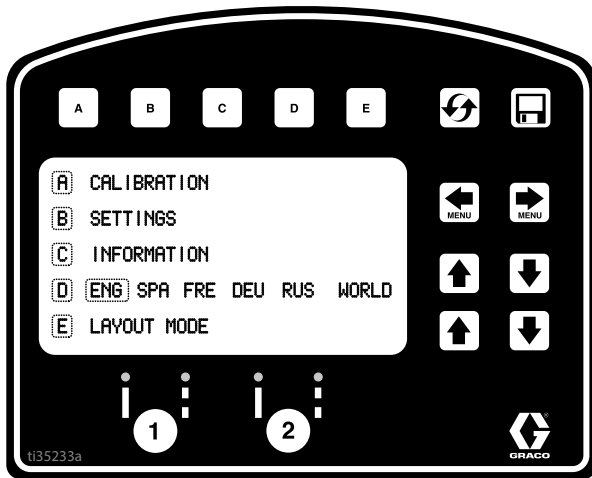 A B C D E
A CALIBRATION
B SETTINGS
C INFORMATION
D ENG SPA FRE DEU RUS WORLD
E LAYOUT MODE
MENU MENU
1 2
ti35233a
GRACO